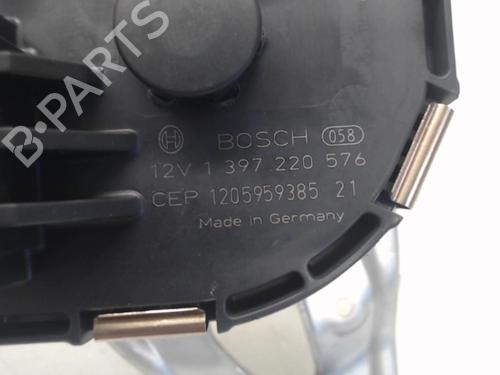 B-PARTS
BOSCH 058
12V 1 397 220 576
CEP 1205959385 21
Made in Germany